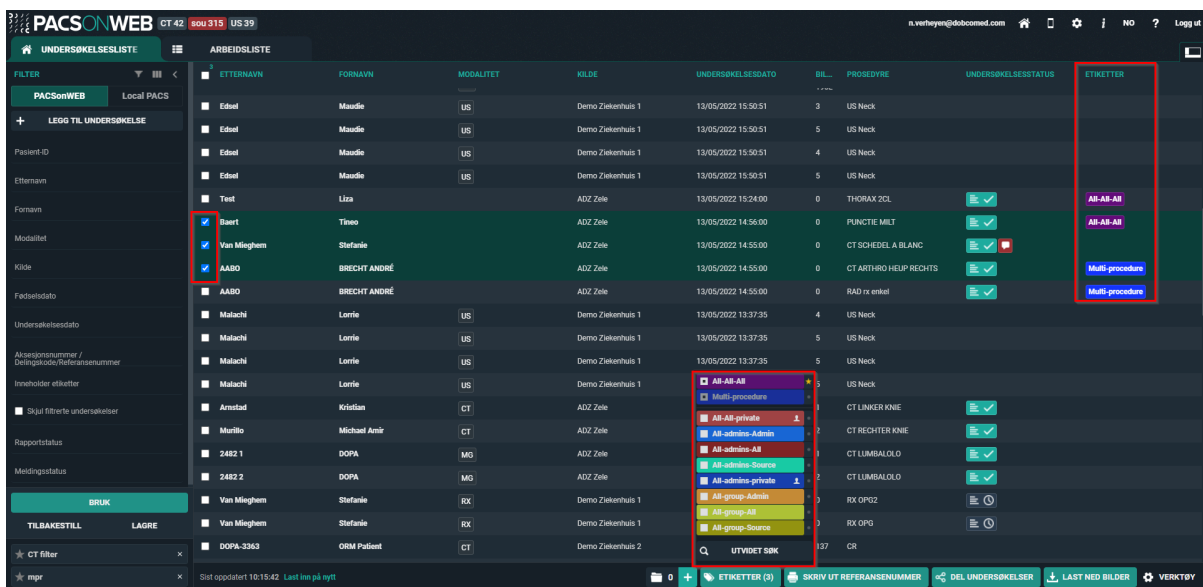 PACSONWEB CT 42 sou 315 US 39 n.verheyen@dobcomed.com i NO ? Logg ut
UNDERSØKELSESLISTE ARBEIDSLISTE
FILTER
PACSonWEB Local PACS
+ LEGG TIL UNDERSØKELSE
Pasient-ID
Etternavn
Fornavn
Modalitet
Kilde
Fødselsdato
Undersøkelsesdato
Aksesjonsnummer /
Delingskode/Referansenummer
Inneholder etiketter
Skjul filtrerte undersøkelser
Rapportstatus
Meldingsstatus
BRUK
TILBAKESTILL LAGRE
CT filter ×
mpr ×
3 ETTERNAVN FORNAVN MODALITET KILDE UNDERSØKELSESDATO BIL... PROSEDYRE UNDERSØKELSESSTATUS ETIKETTER
Edsel Maudie US Demo Ziekenhuis 1 13/05/2022 15:50:51 3 US Neck
Edsel Maudie US Demo Ziekenhuis 1 13/05/2022 15:50:51 5 US Neck
Edsel Maudie US Demo Ziekenhuis 1 13/05/2022 15:50:51 4 US Neck
Edsel Maudie US Demo Ziekenhuis 1 13/05/2022 15:50:51 5 US Neck
Test Liza ADZ Zele 13/05/2022 15:24:00 0 THORAX 2CL All-All-All
Baert Tineo ADZ Zele 13/05/2022 14:56:00 0 PUNCTIE MILT All-All-All
Van Mieghem Stefanie ADZ Zele 13/05/2022 14:55:00 0 CT SCHEDEL A BLANC
AABO BRECHT ANDRÉ ADZ Zele 13/05/2022 14:55:00 0 CT ARTHRO HEUP RECHTS Multi-procedure
AABO BRECHT ANDRÉ ADZ Zele 13/05/2022 14:55:00 0 RAD rx enkel Multi-procedure
Malachi Lorrie US Demo Ziekenhuis 1 13/05/2022 13:37:35 4 US Neck
Malachi Lorrie US Demo Ziekenhuis 1 13/05/2022 13:37:35 5 US Neck
Malachi Lorrie US Demo Ziekenhuis 1 13/05/2022 13:37:35 5 US Neck
Malachi Lorrie US Demo Ziekenhuis 1 5 US Neck
Arnstad Kristian CT ADZ Zele CT LINKER KNIE
Murillo Michael Amir CT ADZ Zele 2 CT RECHTER KNIE
2482 1 DOPA MG ADZ Zele CT LUMBALOLO
2482 2 DOPA MG ADZ Zele 2 CT LUMBALOLO
Van Mieghem Stefanie RX Demo Ziekenhuis 1 RX OPG2
Van Mieghem Stefanie RX Demo Ziekenhuis 1 RX OPG
DOPA-3363 ORM Patient CT Demo Ziekenhuis 2 137 CR
All-All-All
Multi-procedure
All-All-private
All-admins-Admin
All-admins-All
All-admins-Source
All-admins-private
All-group-Admin
All-group-All
All-group-Source
UTVIDET SØK
Sist oppdatert 10:15:42 Last inn på nytt 0 + ETIKETTER (3) SKRIV UT REFERANSENUMMER DEL UNDERSØKELSER LAST NED BILDER VERKTØY